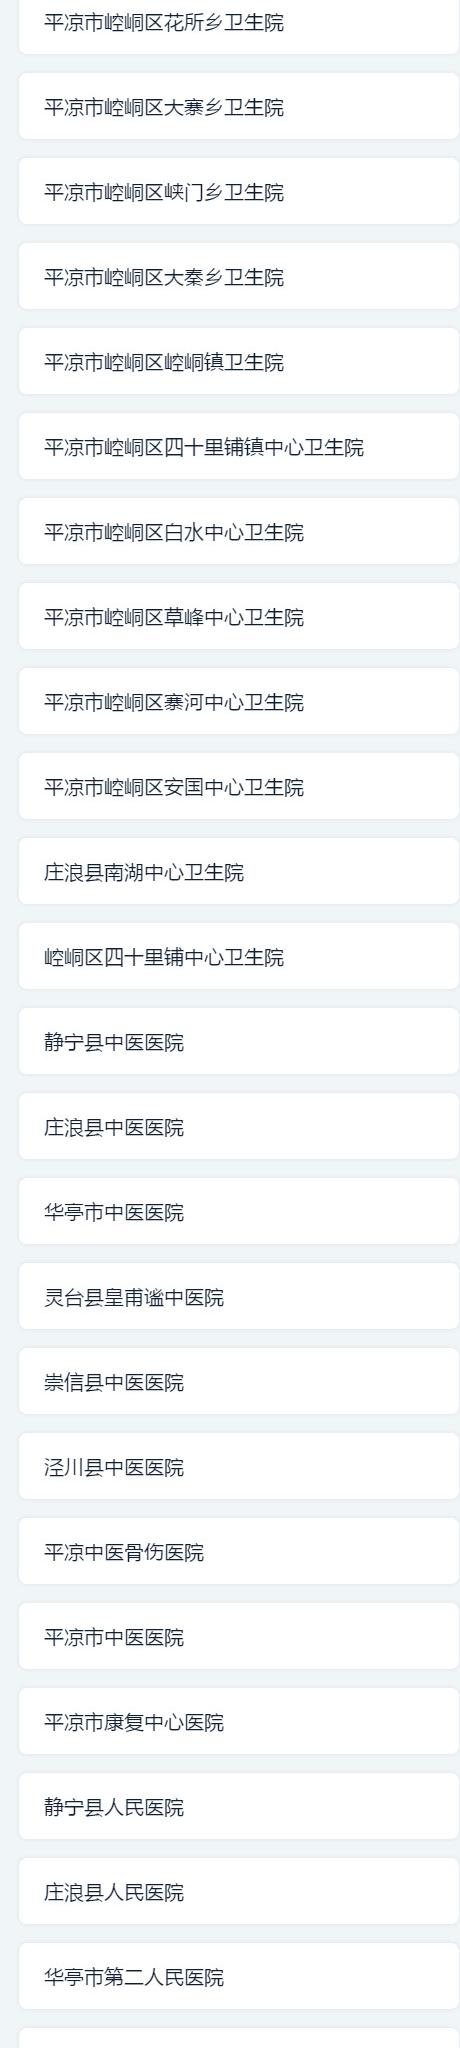 平凉市崆峒区花所乡卫生院
平凉市崆峒区大寨乡卫生院
平凉市崆峒区峡门乡卫生院
平凉市崆峒区大秦乡卫生院
平凉市崆峒区崆峒镇卫生院
平凉市崆峒区四十里铺镇中心卫生院
平凉市崆峒区白水中心卫生院
平凉市崆峒区草峰中心卫生院
平凉市崆峒区寨河中心卫生院
平凉市崆峒区安国中心卫生院
庄浪县南湖中心卫生院
崆峒区四十里铺中心卫生院
静宁县中医医院
庄浪县中医医院
华亭市中医医院
灵台县皇甫谧中医院
崇信县中医医院
泾川县中医医院
平凉中医骨伤医院
平凉市中医医院
平凉市康复中心医院
静宁县人民医院
庄浪县人民医院
华亭市第二人民医院